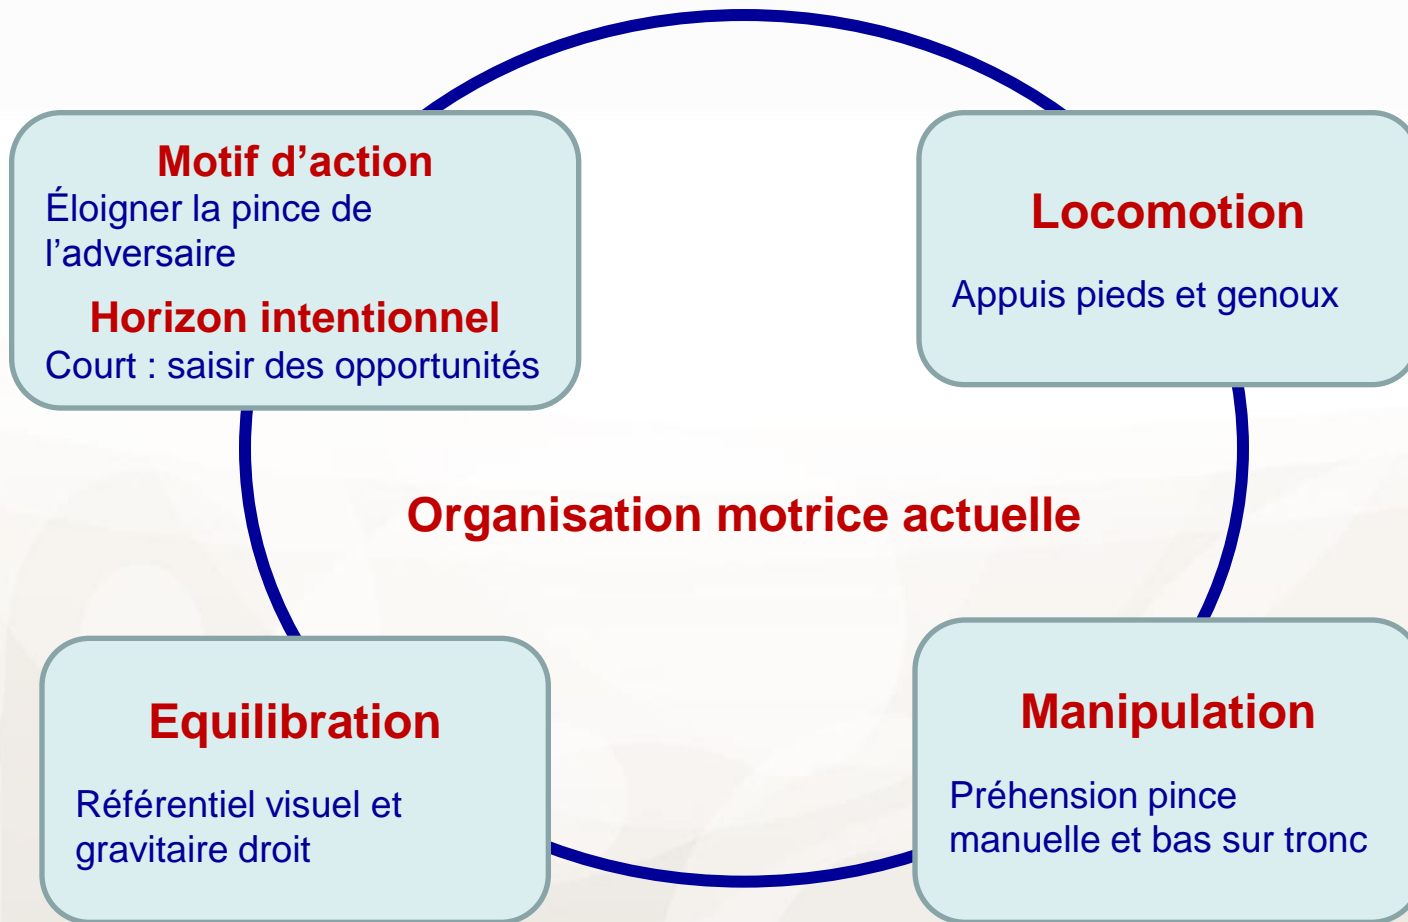 Motif d’action
Éloigner la pince de
l’adversaire
Horizon intentionnel
Court : saisir des opportunités
Locomotion
Appuis pieds et genoux
Organisation motrice actuelle
Equilibration
Référentiel visuel et
gravitaire droit
Manipulation
Préhension pince
manuelle et bas sur tronc